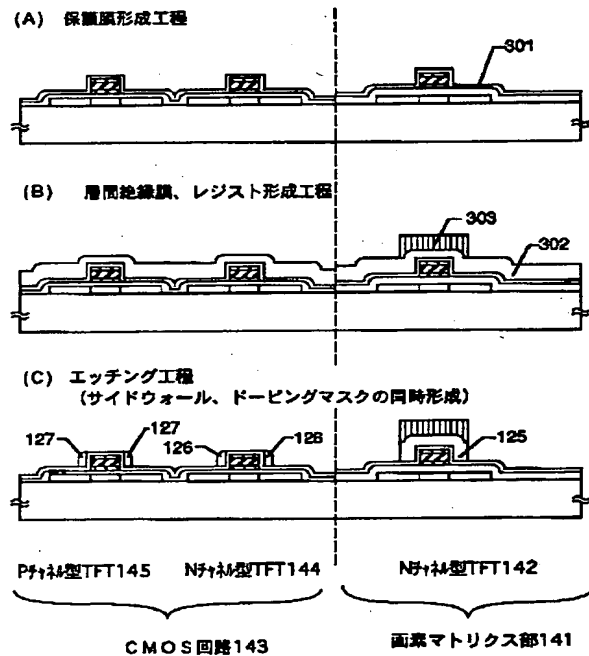 (A) 保護膜形成工程
301
(B) 層間絶縁膜、レジスト形成工程
303
302
(C) エッチング工程
(サイドウォール、ドーピングマスクの同時形成)
127 127 126 126 125
Pチャネル型TFT145 Nチャネル型TFT144 Nチャネル型TFT142
CMOS回路143 画素マトリクス部141